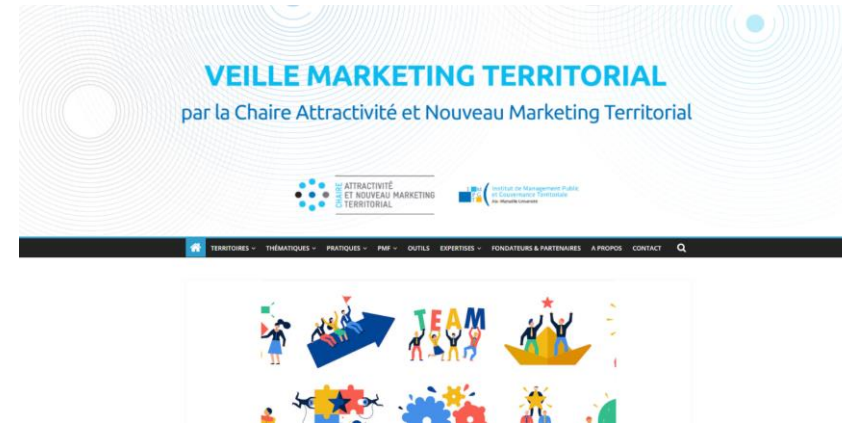 VEILLE MARKETING TERRITORIAL
par la Chaire Attractivité et Nouveau Marketing Territorial
CHAIRE
ATTRACTIVITÉ
ET NOUVEAU MARKETING
TERRITORIAL
Institut de Management Public
et Gouvernance Territoriale
Aix-Marseille Université
TERRITOIRES THÉMATIQUES PRATIQUES PMF OUTILS EXPERTISES FONDATEURS & PARTENAIRES A PROPOS CONTACT
TEAM